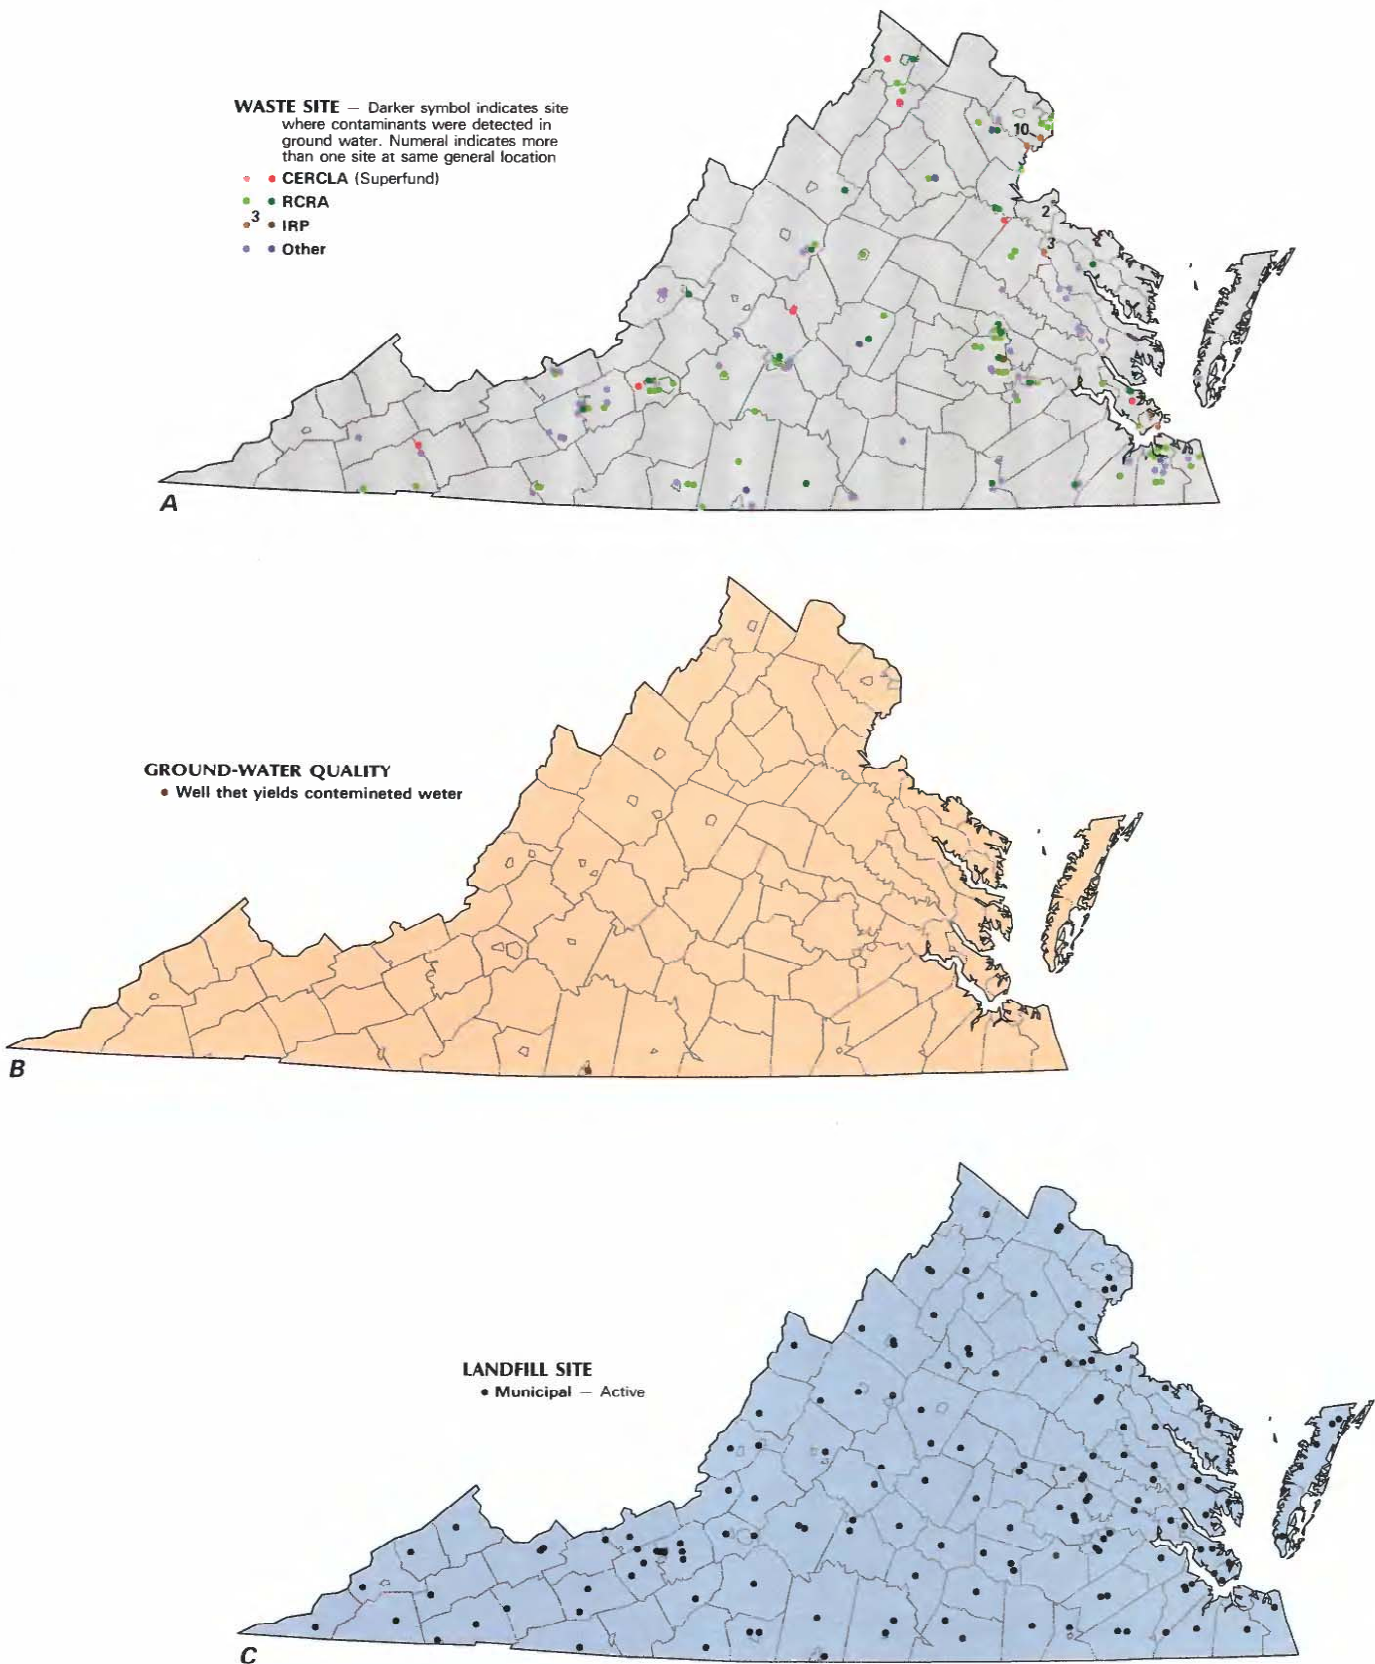 WASTE SITE — Darker symbol indicates site
where contaminants were detected in
ground water. Numeral indicates more
than one site at same general location
CERCLA (Superfund)
RCRA
3 IRP
Other
10
2
3
5
A
GROUND-WATER QUALITY
Well thet yields contemineted weter
B
LANDFILL SITE
Municipal — Active
C